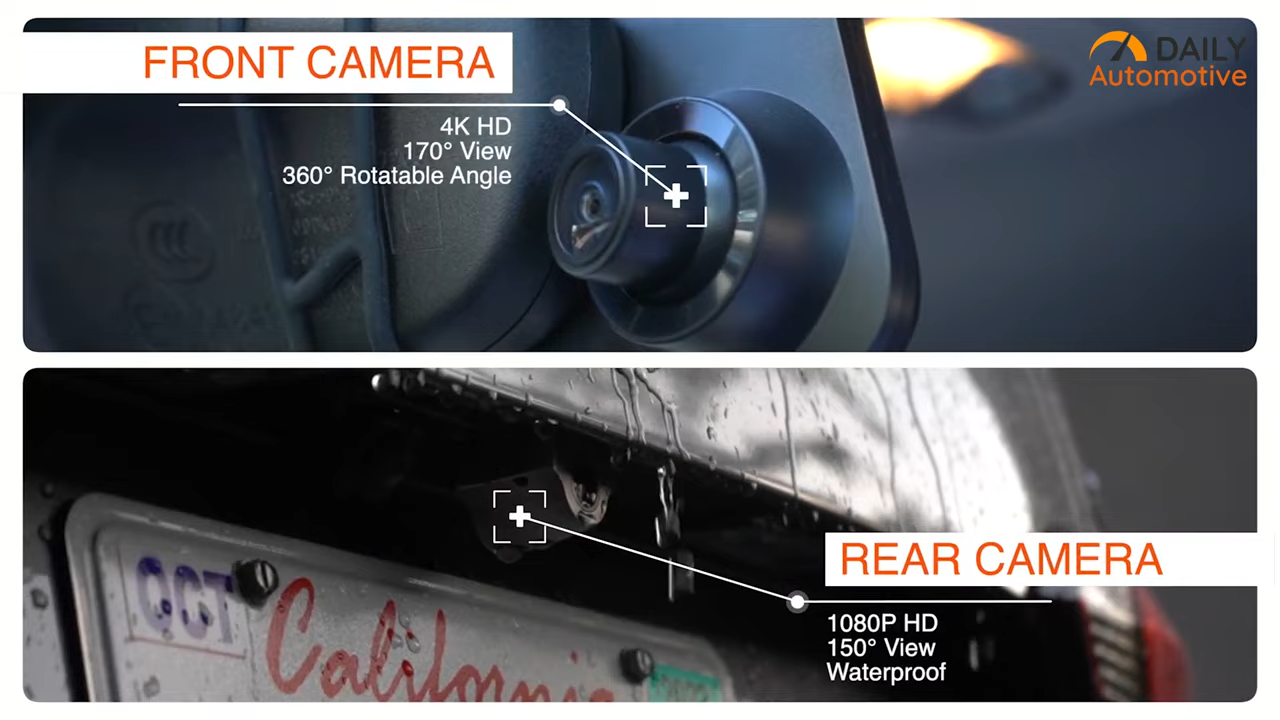 FRONT CAMERA
4K HD
170° View
360° Rotatable Angle
DAILY
Automotive
OCT
California
REAR CAMERA
1080P HD
150° View
Waterproof